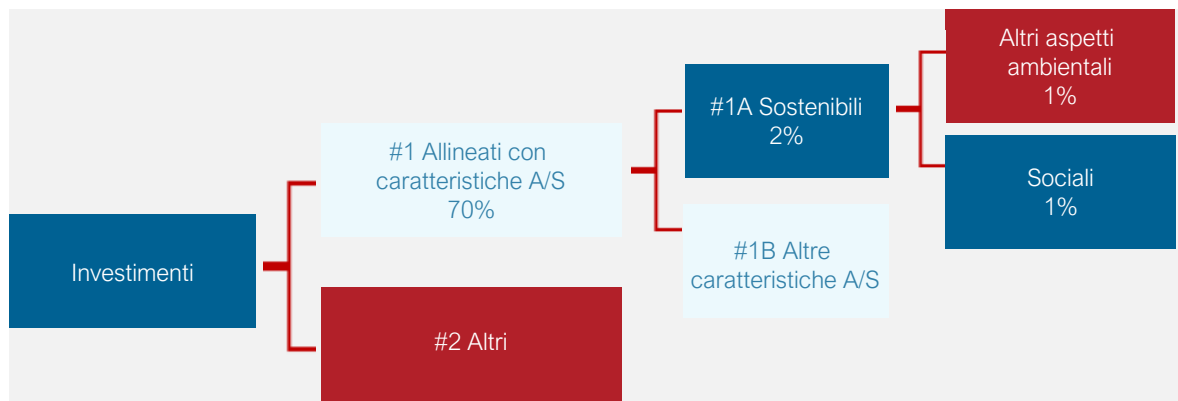 Investimenti
#1 Allineati con
caratteristiche A/S
70%
#2 Altri
#1A Sostenibili
2%
#1B Altre
caratteristiche A/S
Altri aspetti
ambientali
1%
Sociali
1%